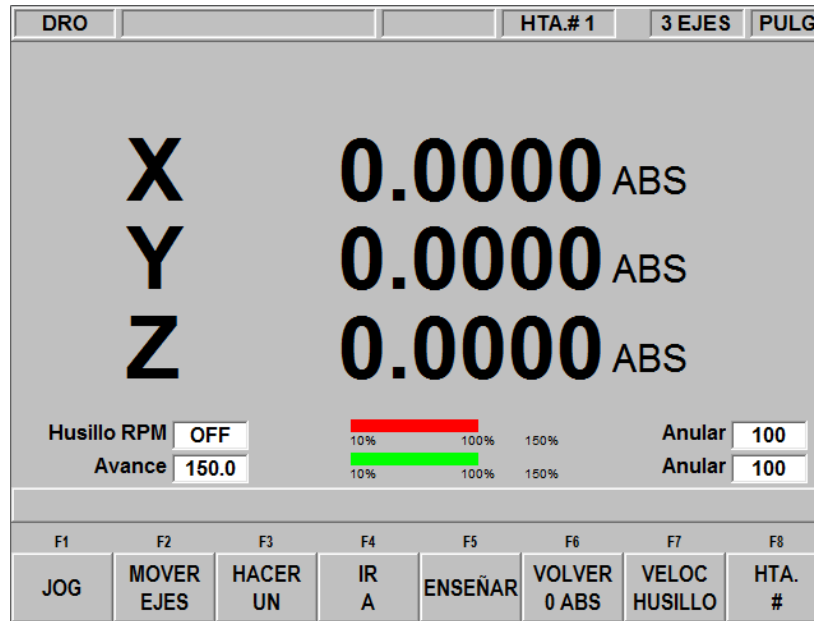 DRO HTA.# 1 3 EJES PULG
X 0.0000 ABS
Y 0.0000 ABS
Z 0.0000 ABS
Husillo RPM OFF 10% 100% 150% Anular 100
Avance 150.0 10% 100% 150% Anular 100
F1 F2 F3 F4 F5 F6 F7 F8
JOG MOVER EJES HACER UN IR A ENSEÑAR VOLVER 0 ABS VELOC HUSILLO HTA. #